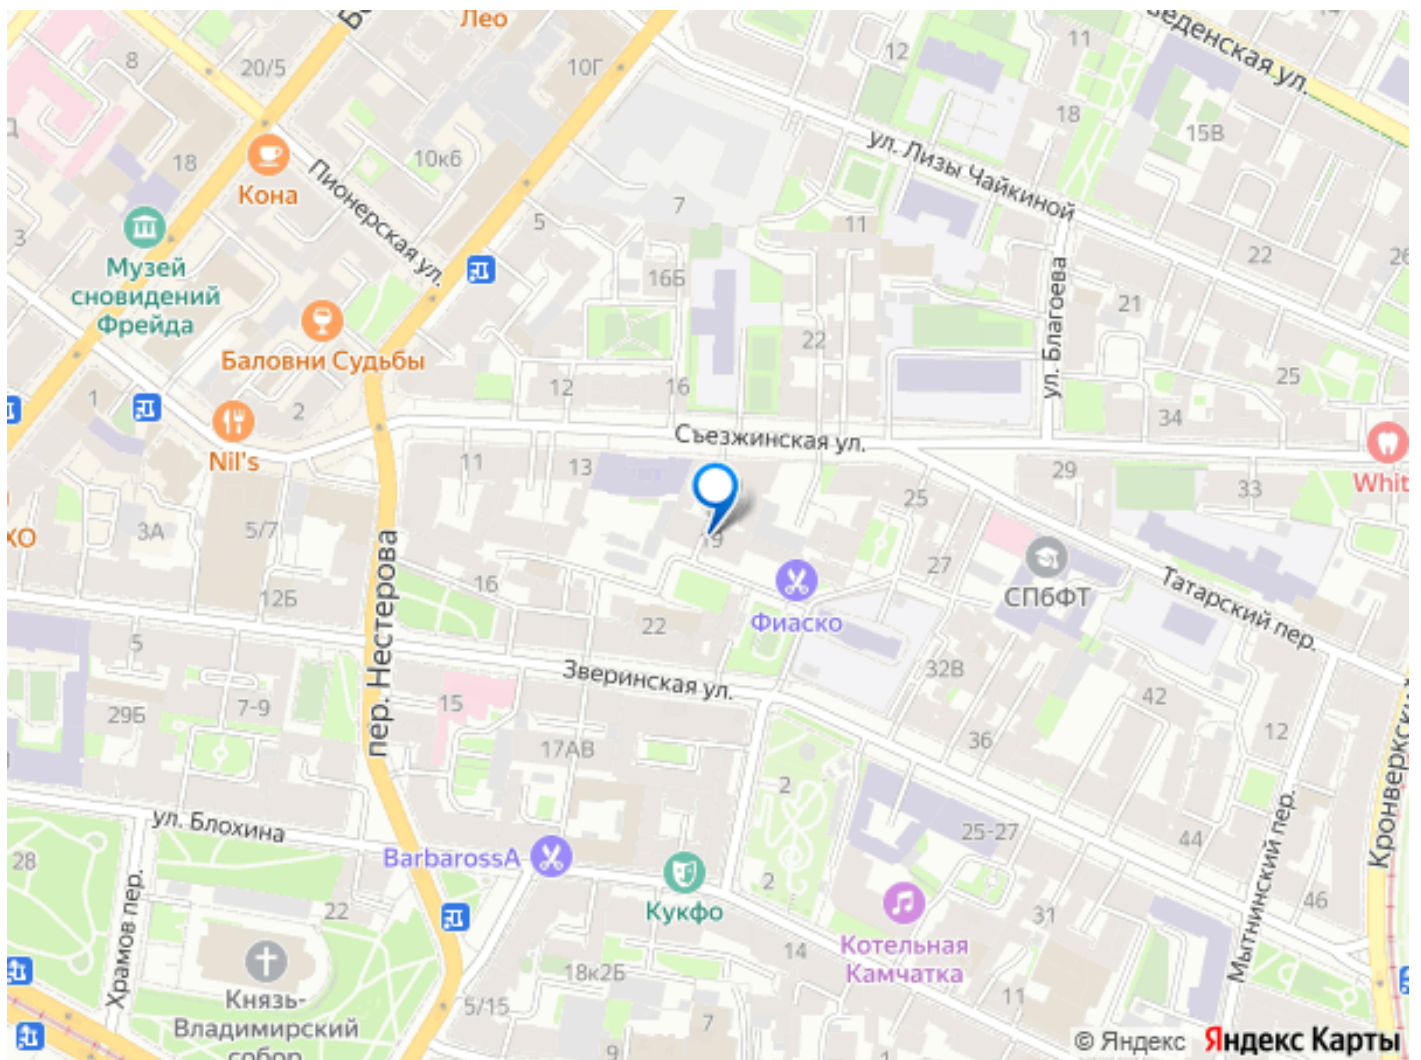 Лео
Введенская ул.
8
20/5
10Г
12
11
18
15В
18
10к6
Кона
Пионерская ул.
ул. Лизы Чайкиной
3
5
7
11
Музей
сновидений
Фрейда
16Б
22
26
ул. Благоева
21
22
Баловни Судьбы
1
2
12
16
25
34
Nil's
Съезжинская ул.
Whit
11
13
25
29
33
ХО
3А
5/7
пер. Нестерова
19
27
СПбФТ
Татарский пер.
12Б
16
Фиаско
5
22
Зверинская ул.
32В
42
29Б
7-9
15
12
17АВ
36
2
Кронверкский
ул. Блохина
25-27
44
Мытнинский пер.
28
BarbarossA
Кукфо
2
22
Храмов пер.
Котельная
Камчатка
31
46
14
18к2Б
Князь-
Владимирский
собор
5/15
7
9
11
© Яндекс Яндекс Карты